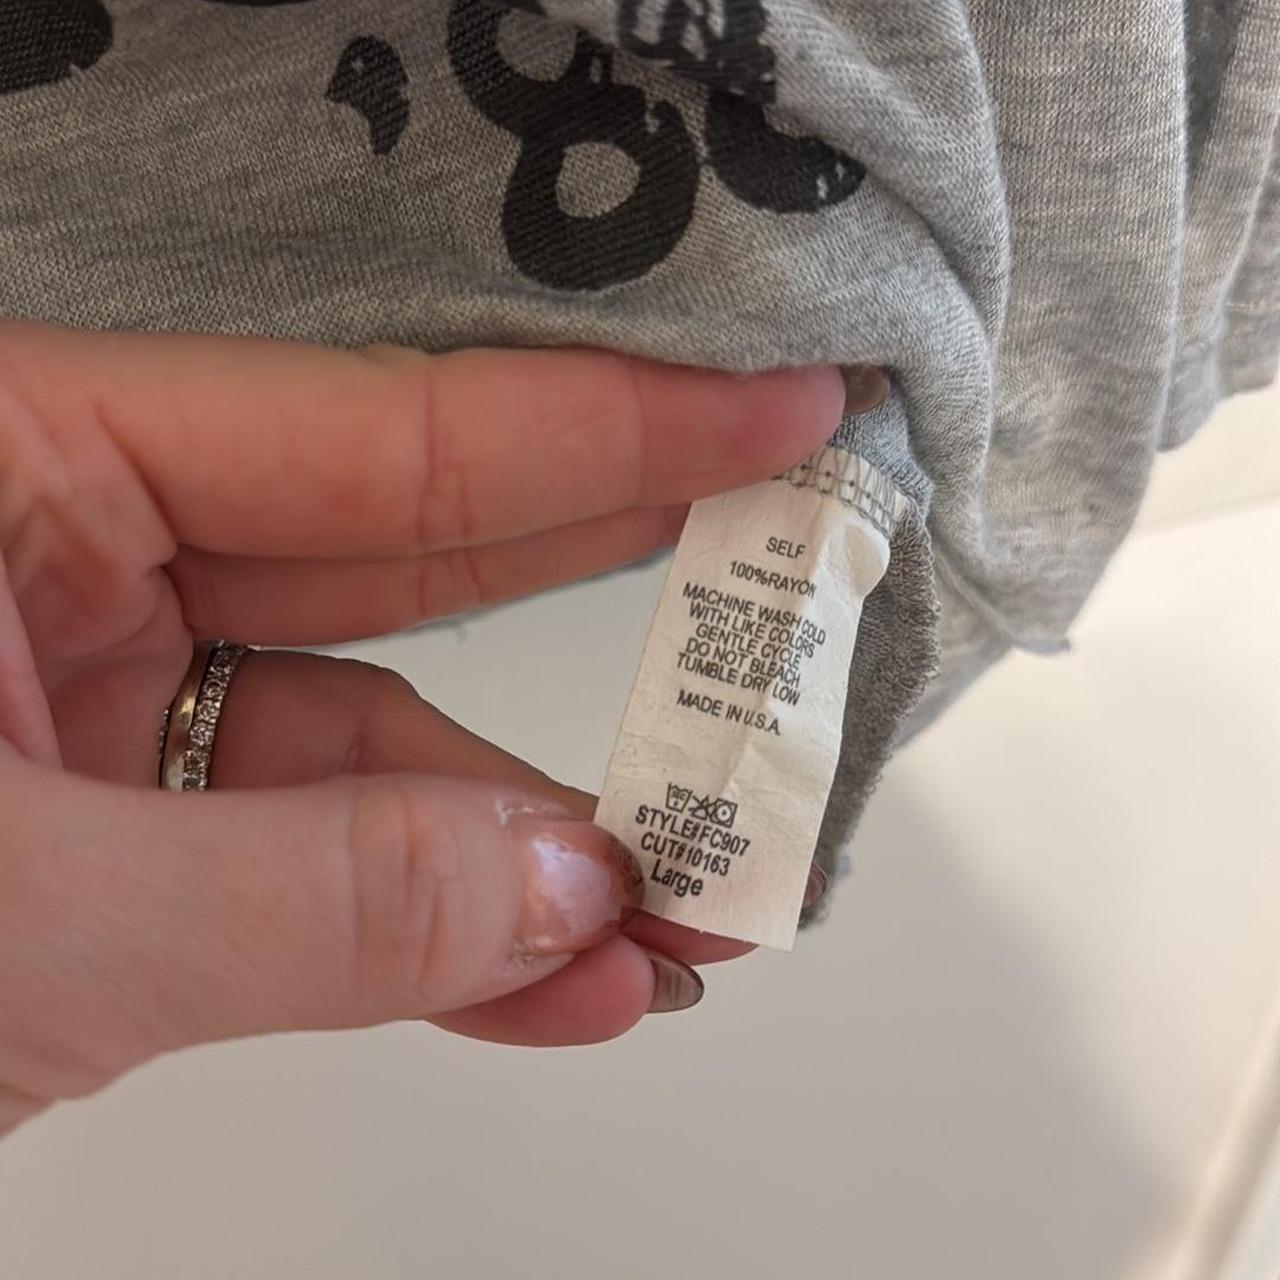 SELF
100%RAYON
MACHINE WASH COLD
WITH LIKE COLORS
GENTLE CYCLE
DO NOT BLEACH
TUMBLE DRY LOW
MADE IN U.S.A
STYLE#FC907
CUT#10163
Large